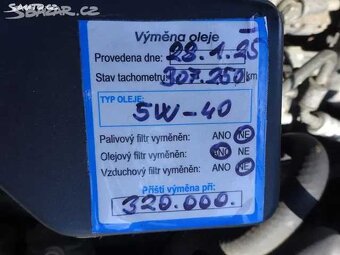 SAUTO.CZ
SBAZAR.CZ
Výměna oleje
Provedena dne: 28.1.25
Stav tachometru: 307.250 km
TYP OLEJE:
5W-40
Palivový filtr vyměněn: ANO NE
Olejový filtr vyměněn: ANO NE
Vzduchový filtr vyměněn: ANO NE
Příští výměna při:
320.000.